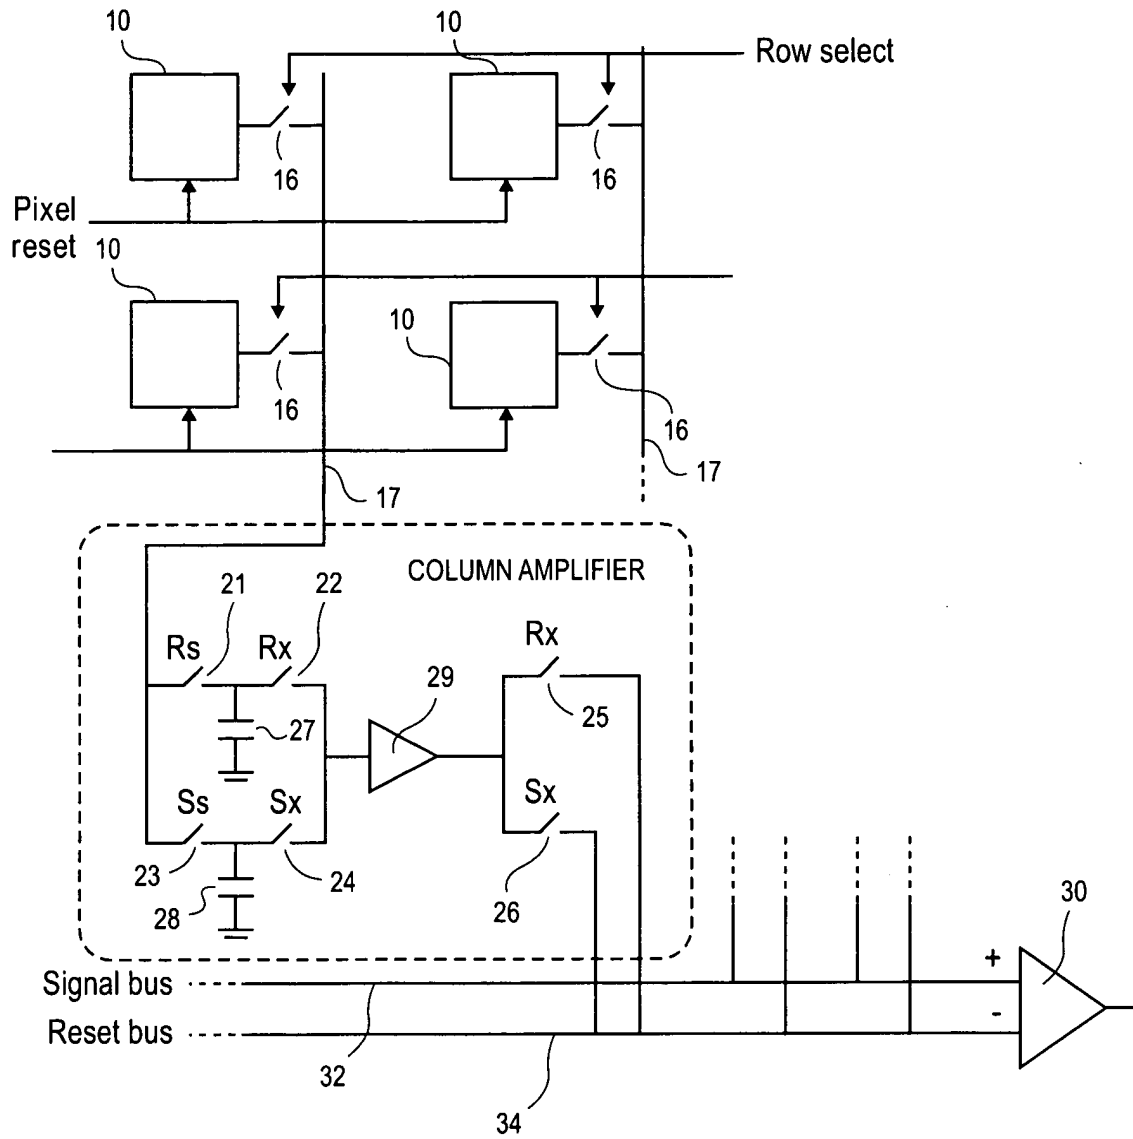 10
10
Row select
16
16
Pixel
reset
10
10
16
16
17
17
COLUMN AMPLIFIER
21
22
Rs
Rx
Rx
29
27
25
Ss
Sx
Sx
23
24
28
26
30
Signal bus
+
Reset bus
-
32
34